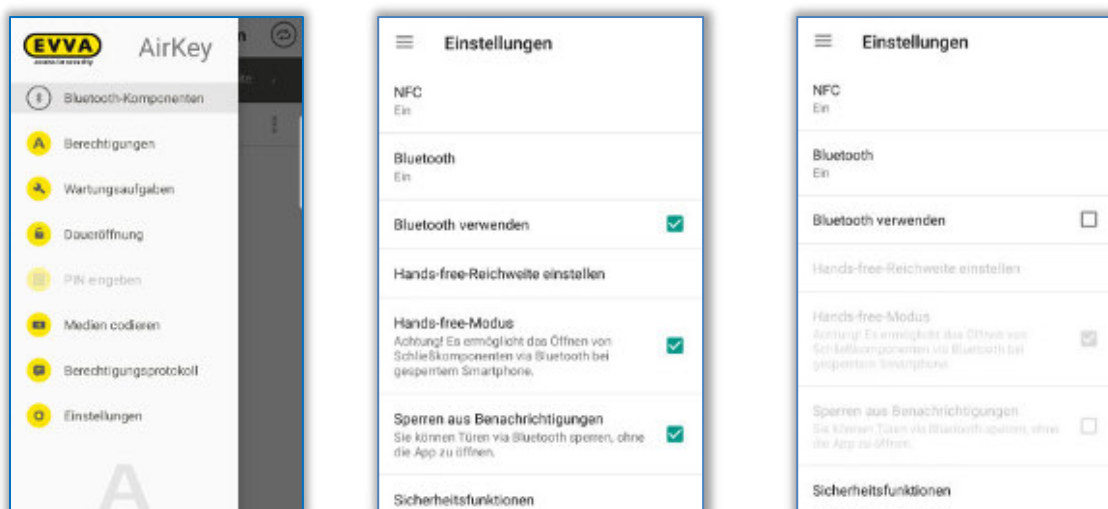 EVVA
access to security
AirKey
Bluetooth-Komponenten
Berechtigungen
Wartungsaufgaben
Daueröffnung
PIN eingeben
Medien codieren
Berechtigungsprotokoll
Einstellungen
A
Einstellungen
NFC
Ein
Bluetooth
Ein
Bluetooth verwenden
Hands-free-Reichweite einstellen
Hands-free-Modus
Achtung! Es ermöglicht das Öffnen von
Schließkomponenten via Bluetooth bei
gesperrtem Smartphone.
Sperren aus Benachrichtigungen
Sie können Türen via Bluetooth sperren, ohne
die App zu öffnen.
Sicherheitsfunktionen
Einstellungen
NFC
Ein
Bluetooth
Ein
Bluetooth verwenden
Hands-free-Reichweite einstellen
Hands-free-Modus
Achtung! Es ermöglicht das Öffnen von
Schließkomponenten via Bluetooth bei
gesperrtem Smartphone.
Sperren aus Benachrichtigungen
Sie können Türen via Bluetooth sperren, ohne
die App zu öffnen.
Sicherheitsfunktionen